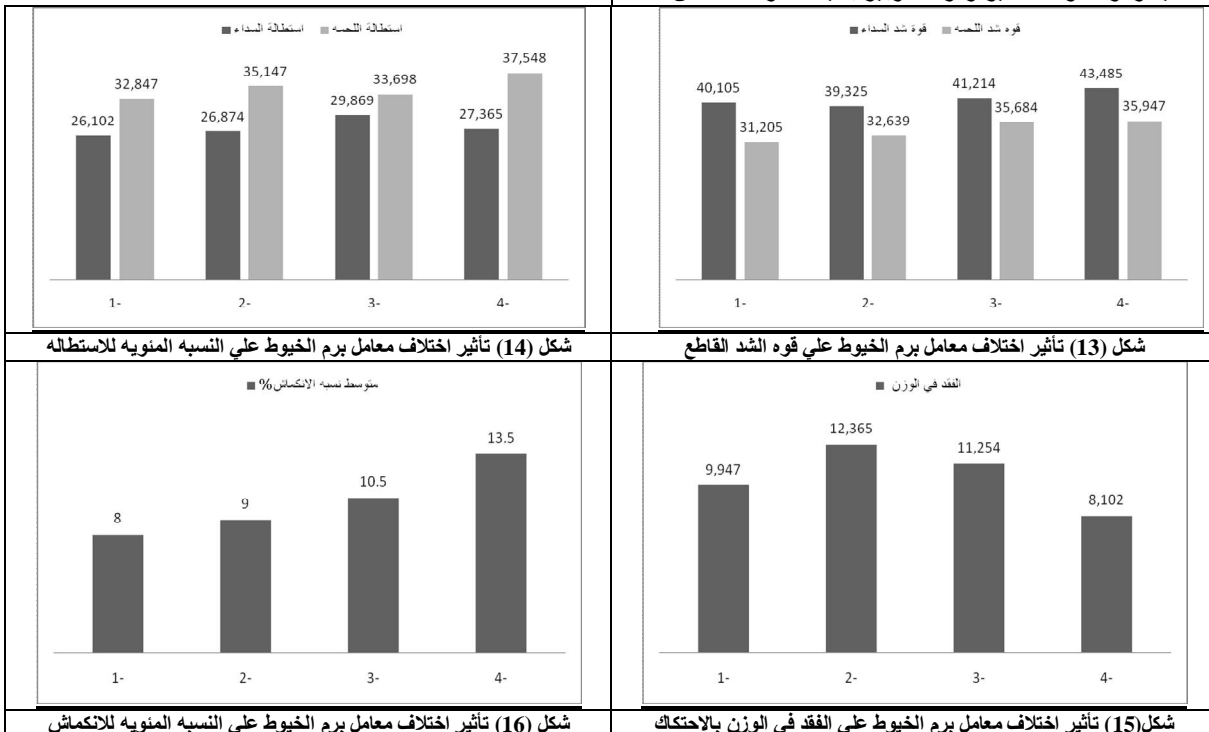 قوة شد السداء قوه شد اللحمه
40,105 39,325 41,214 43,485
31,205 32,639 35,684 35,947
1- 2- 3- 4-
شكل (13) تأثير اختلاف معامل برم الخيوط علي قوه الشد القاطع
استطالة السداء استطالة اللحمه
26,102 26,874 29,869 27,365
32,847 35,147 33,698 37,548
1- 2- 3- 4-
شكل (14) تأثير اختلاف معامل برم الخيوط علي النسبه المئويه للاستطاله
الفقد في الوزن
9,947 12,365 11,254 8,102
1- 2- 3- 4-
شكل(15) تأثير اختلاف معامل برم الخيوط علي الفقد في الوزن بالاحتكاك
متوسط نسبه الانكماش%
8 9 10.5 13.5
1- 2- 3- 4-
شكل (16) تأثير اختلاف معامل برم الخيوط علي النسبه المئويه للانكماش